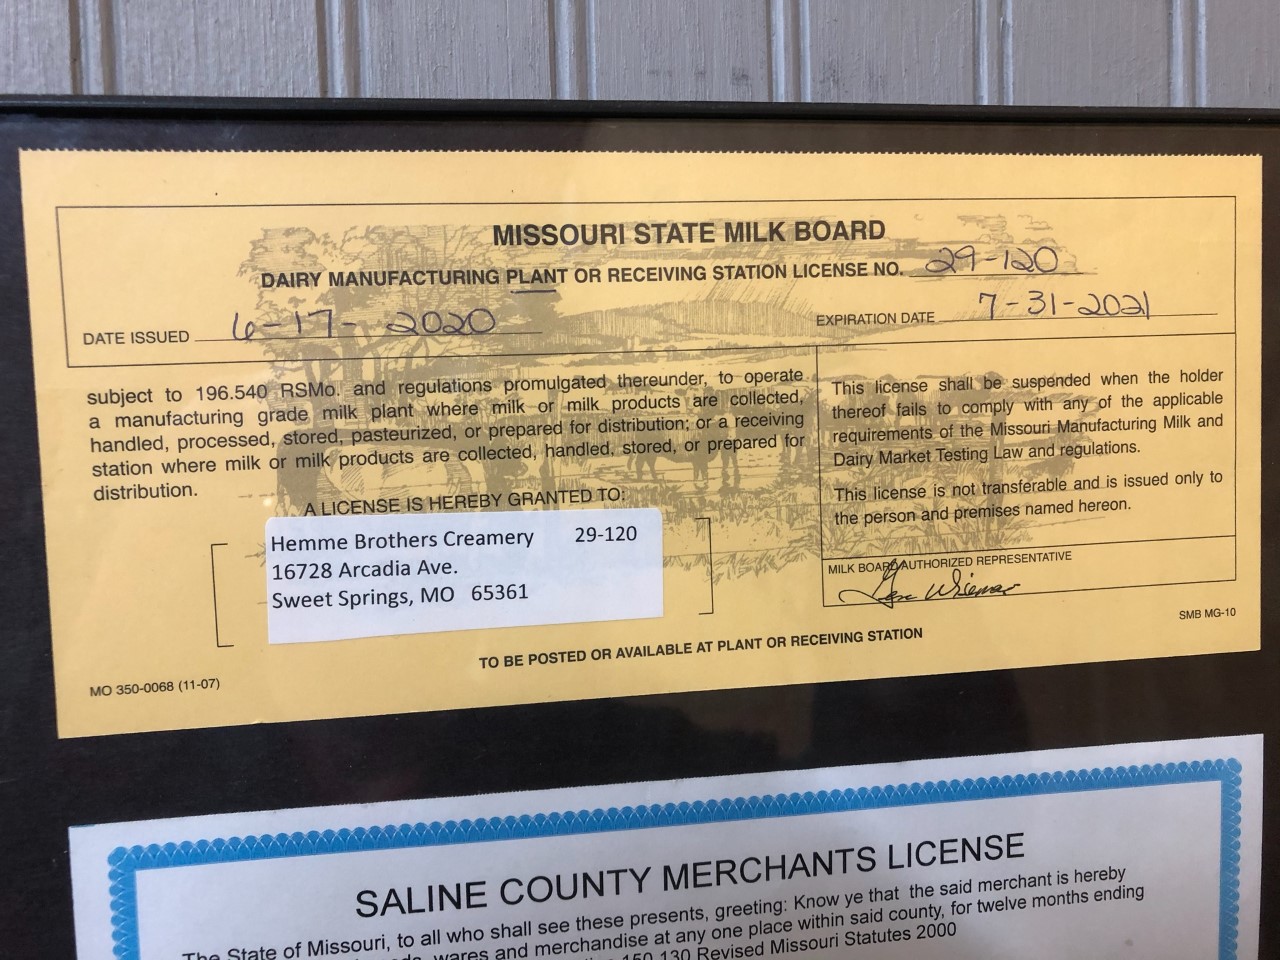 MISSOURI STATE MILK BOARD
DAIRY MANUFACTURING PLANT OR RECEIVING STATION LICENSE NO. 29-120
DATE ISSUED 6-17-2020
EXPIRATION DATE 7-31-2021
subject to 196.540 RSMo. and regulations promulgated thereunder, to operate
a manufacturing grade milk plant where milk or milk products are collected,
handled, processed, stored, pasteurized, or prepared for distribution; or a receiving
station where milk or milk products are collected, handled, stored, or prepared for
distribution.
A LICENSE IS HEREBY GRANTED TO:
Hemme Brothers Creamery 29-120
16728 Arcadia Ave.
Sweet Springs, MO 65361
This license shall be suspended when the holder
thereof fails to comply with any of the applicable
requirements of the Missouri Manufacturing Milk and
Dairy Market Testing Law and regulations.
This license is not transferable and is issued only to
the person and premises named hereon.
MILK BOARD AUTHORIZED REPRESENTATIVE
SMB MG-10
TO BE POSTED OR AVAILABLE AT PLANT OR RECEIVING STATION
MO 350-0068 (11-07)
SALINE COUNTY MERCHANTS LICENSE
The State of Missouri, to all who shall see these presents, greeting: Know ye that the said merchant is hereby
wares and merchandise at any one place within said county, for twelve months ending
150.130 Revised Missouri Statutes 2000